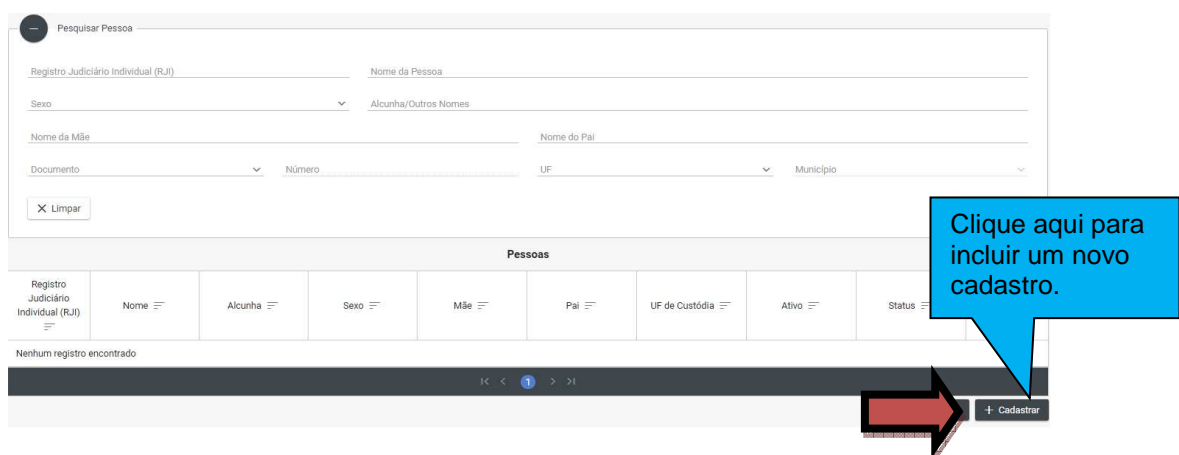 Pesquisar Pessoa
Registro Judiciário Individual (RJI)
Nome da Pessoa
Sexo
Alcunha/Outros Nomes
Nome da Mãe
Nome do Pai
Documento
Número
UF
Município
Limpar
Clique aqui para
incluir um novo
cadastro.
Pessoas
Registro
Judiciário
Individual (RJI)
Nome
Alcunha
Sexo
Mãe
Pai
UF de Custódia
Ativo
Status
Nenhum registro encontrado
1
+ Cadastrar